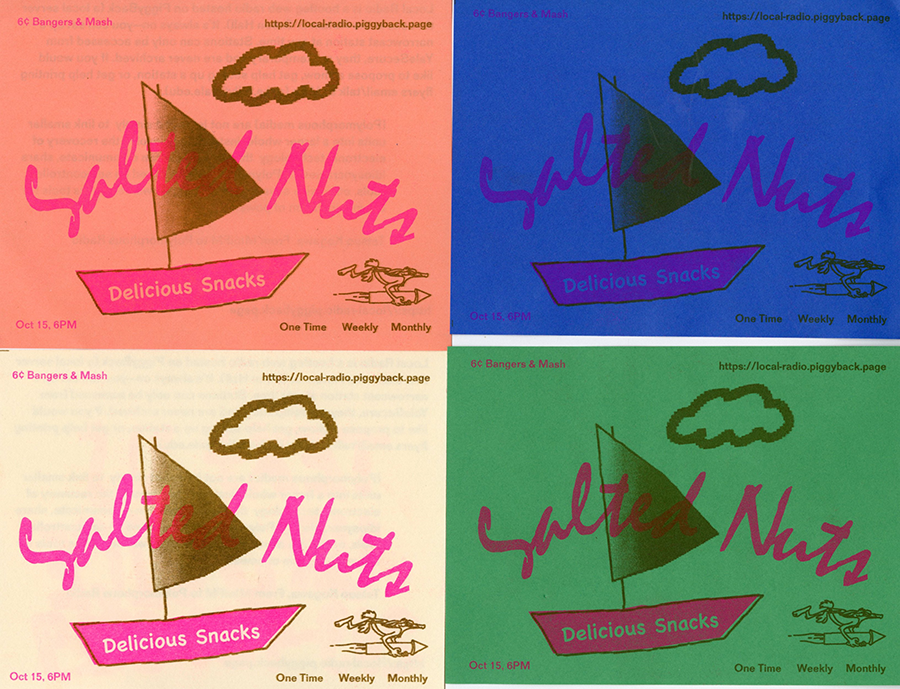 6¢ Bangers & Mash
https://local-radio.piggyback.page
Salted Nuts
Delicious Snacks
Oct 15, 6PM
One Time Weekly Monthly
6¢ Bangers & Mash
https://local-radio.piggyback.page
Salted Nuts
Delicious Snacks
Oct 15, 6PM
One Time Weekly Monthly
6¢ Bangers & Mash
https://local-radio.piggyback.page
Salted Nuts
Delicious Snacks
Oct 15, 6PM
One Time Weekly Monthly
6¢ Bangers & Mash
https://local-radio.piggyback.page
Salted Nuts
Delicious Snacks
Oct 15, 6PM
One Time Weekly Monthly